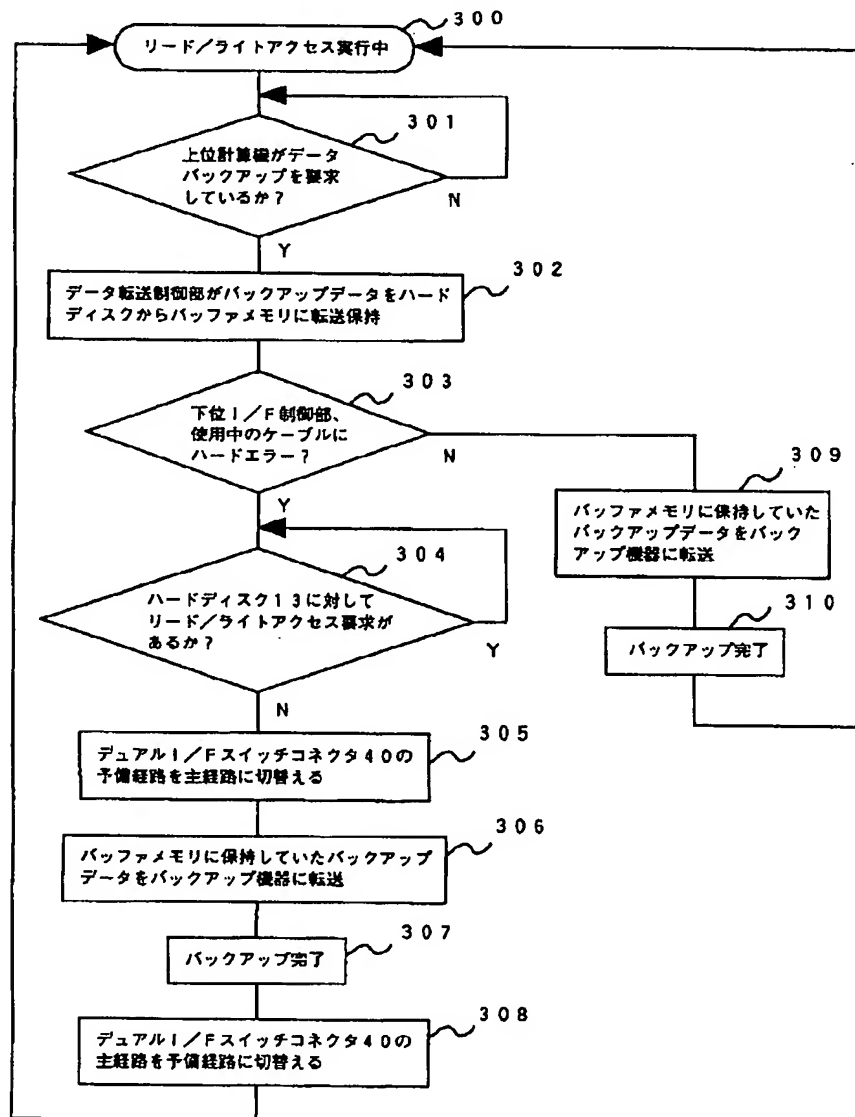 300
リード／ライトアクセス実行中
301
上位計算機がデータ
バックアップを要求
しているか？
N
Y
302
データ転送制御部がバックアップデータをハード
ディスクからバッファメモリに転送保持
303
下位Ｉ／Ｆ制御部、
使用中のケーブルに
ハードエラー？
N
Y
309
バッファメモリに保持していた
バックアップデータをバック
アップ機器に転送
304
ハードディスク１３に対して
リード／ライトアクセス要求が
あるか？
Y
N
310
バックアップ完了
305
デュアルＩ／Ｆスイッチコネクタ４０の
予備経路を主経路に切替える
306
バッファメモリに保持していたバックアップ
データをバックアップ機器に転送
307
バックアップ完了
308
デュアルＩ／Ｆスイッチコネクタ４０の
主経路を予備経路に切替える